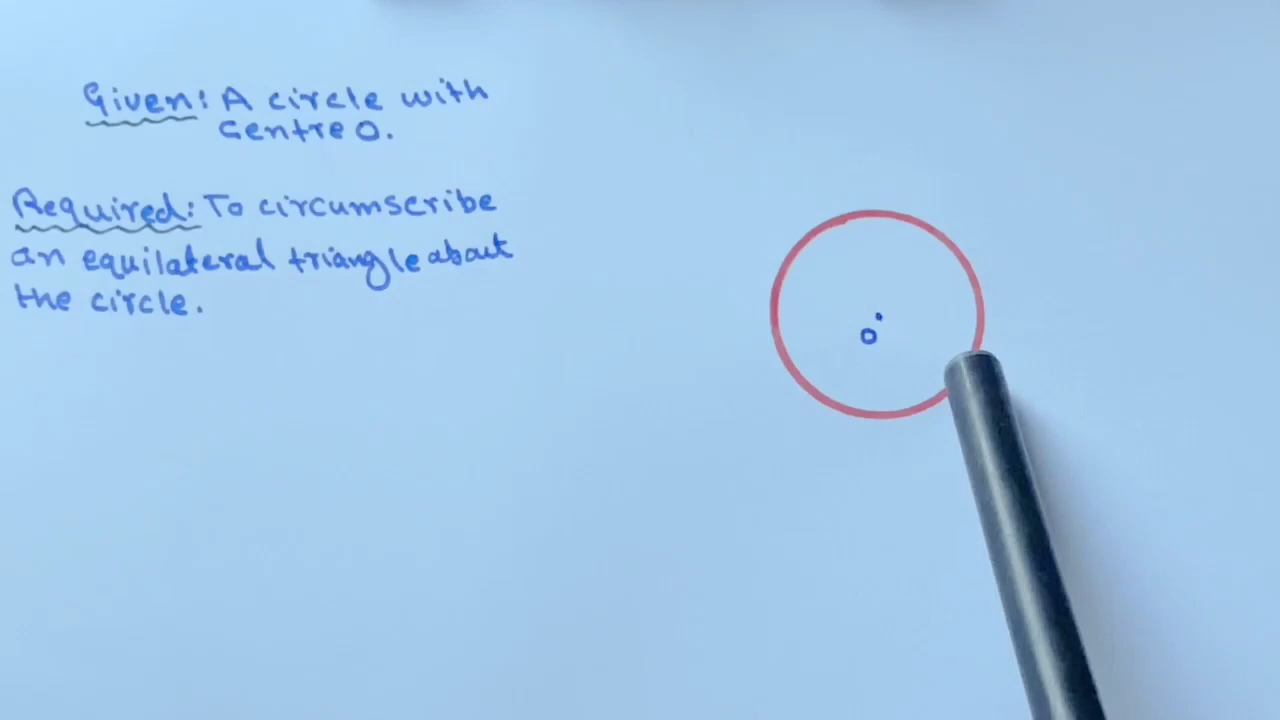 Given: A circle with
centre O.
Required: To circumscribe
an equilateral triangle about
the circle.
O